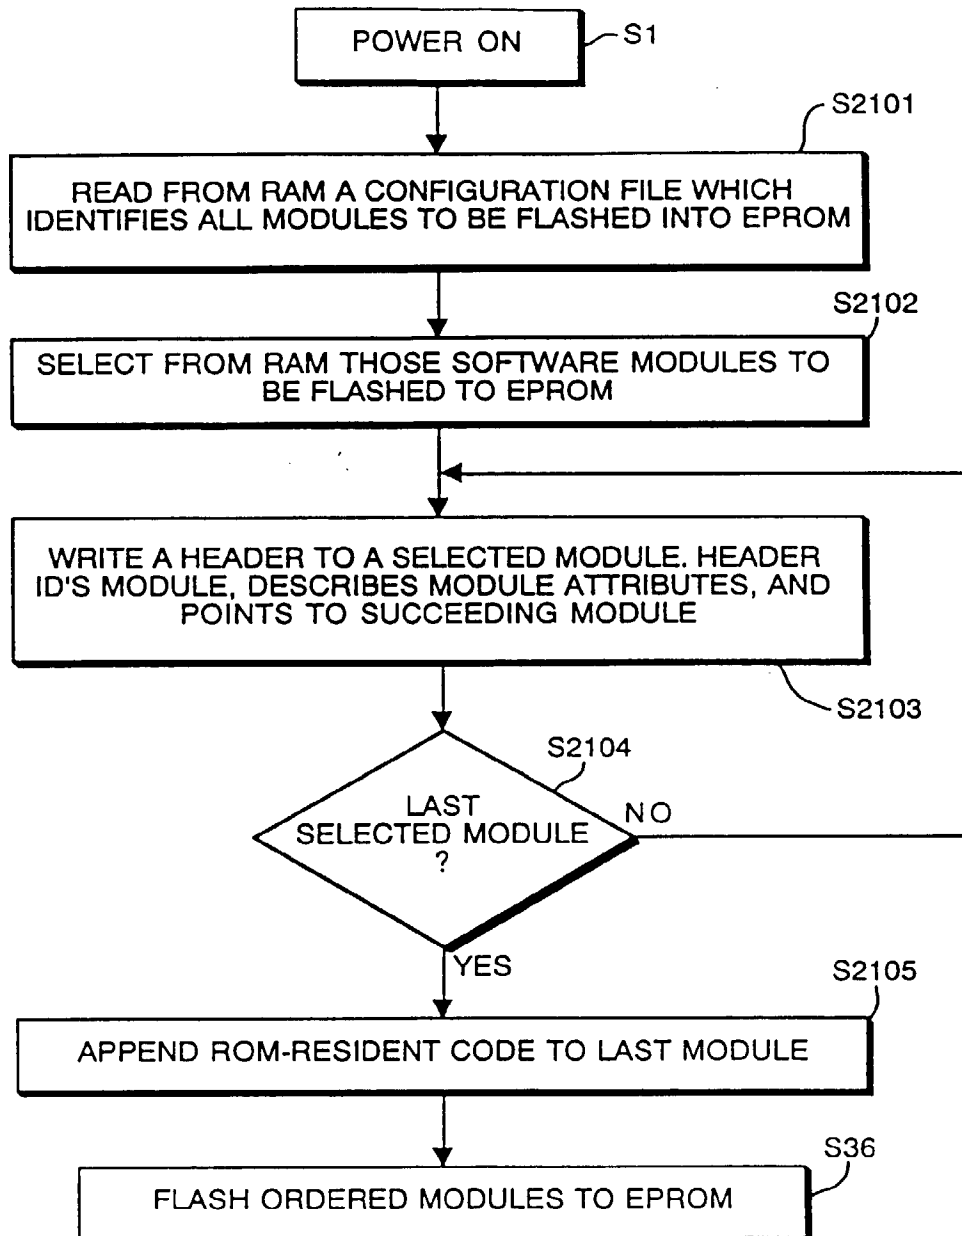 POWER ON
S1
S2101
READ FROM RAM A CONFIGURATION FILE WHICH
IDENTIFIES ALL MODULES TO BE FLASHED INTO EPROM
S2102
SELECT FROM RAM THOSE SOFTWARE MODULES TO
BE FLASHED TO EPROM
WRITE A HEADER TO A SELECTED MODULE. HEADER
ID'S MODULE, DESCRIBES MODULE ATTRIBUTES, AND
POINTS TO SUCCEEDING MODULE
S2103
S2104
LAST
SELECTED MODULE
?
NO
YES
S2105
APPEND ROM-RESIDENT CODE TO LAST MODULE
S36
FLASH ORDERED MODULES TO EPROM